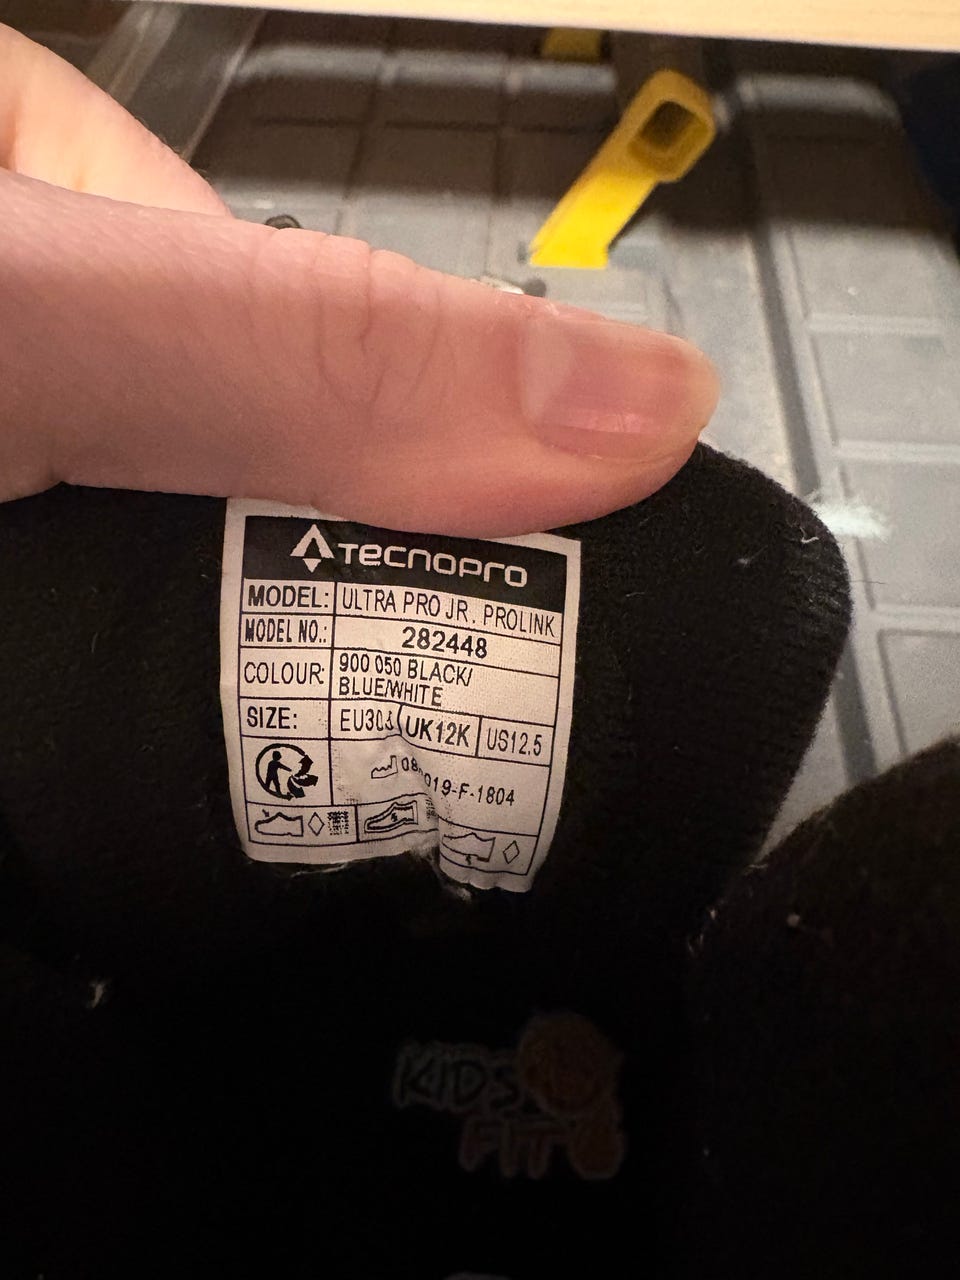 TECNOPRO
MODEL: ULTRA PRO JR. PROLINK
MODEL NO.: 282448
COLOUR: 900 050 BLACK/
BLUE/WHITE
SIZE: UK12K US12.5
KIDS
FIT